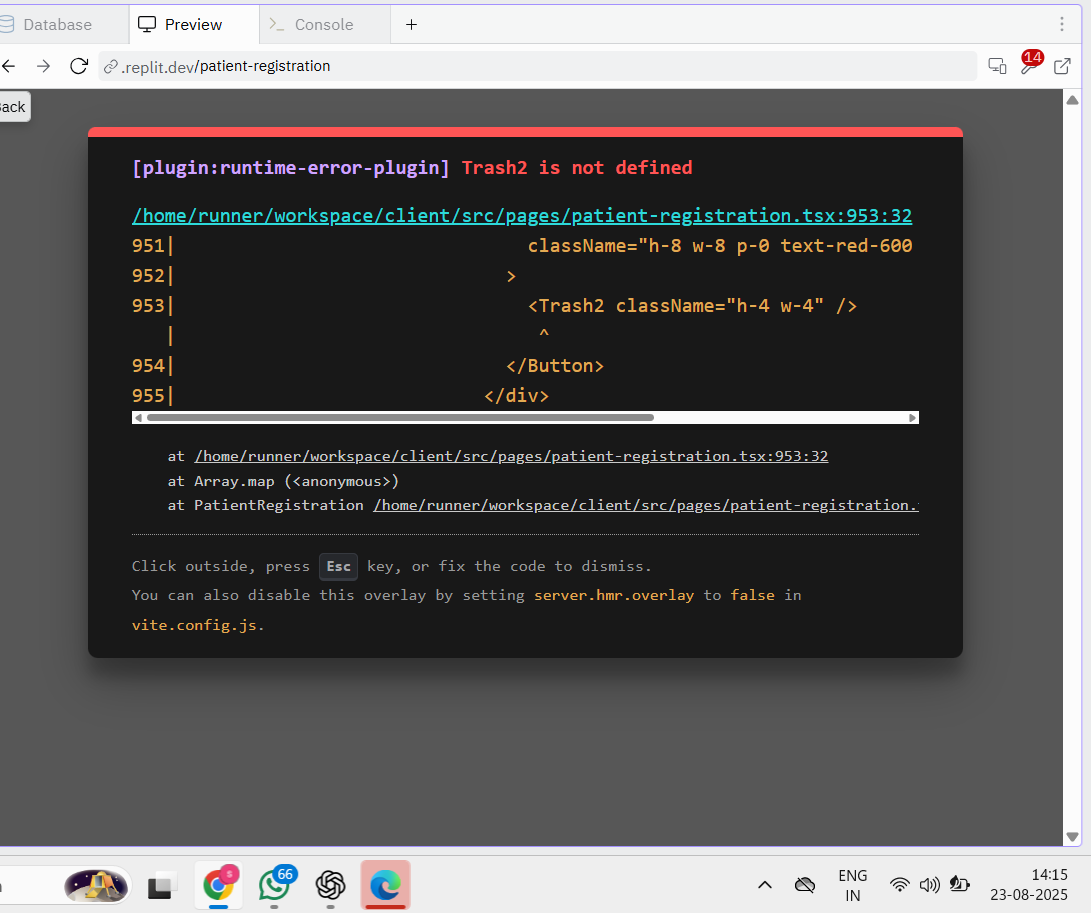 Database
Preview
Console
+
.replit.dev/patient-registration
14
[plugin:runtime-error-plugin] Trash2 is not defined
/home/runner/workspace/client/src/pages/patient-registration.tsx:953:32
951| className="h-8 w-8 p-0 text-red-600
952| >
953| <Trash2 className="h-4 w-4" />
| ^
954| </Button>
955| </div>
at /home/runner/workspace/client/src/pages/patient-registration.tsx:953:32
at Array.map (<anonymous>)
at PatientRegistration /home/runner/workspace/client/src/pages/patient-registration.
Click outside, press Esc key, or fix the code to dismiss.
You can also disable this overlay by setting server.hmr.overlay to false in
vite.config.js.
s
66
ENG
IN
14:15
23-08-2025